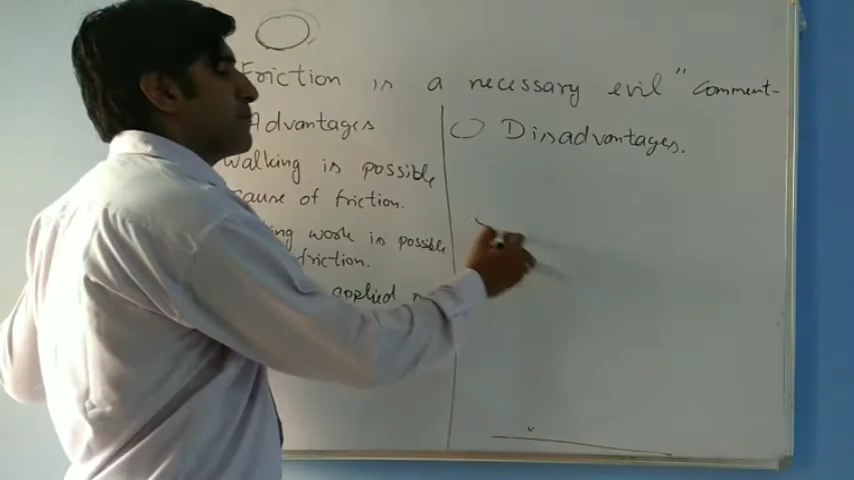 Friction is a necessary evil" Comment-
Advantages
Walking is possible
cause of friction.
ing work is possible
friction.
applied
Disadvantages.